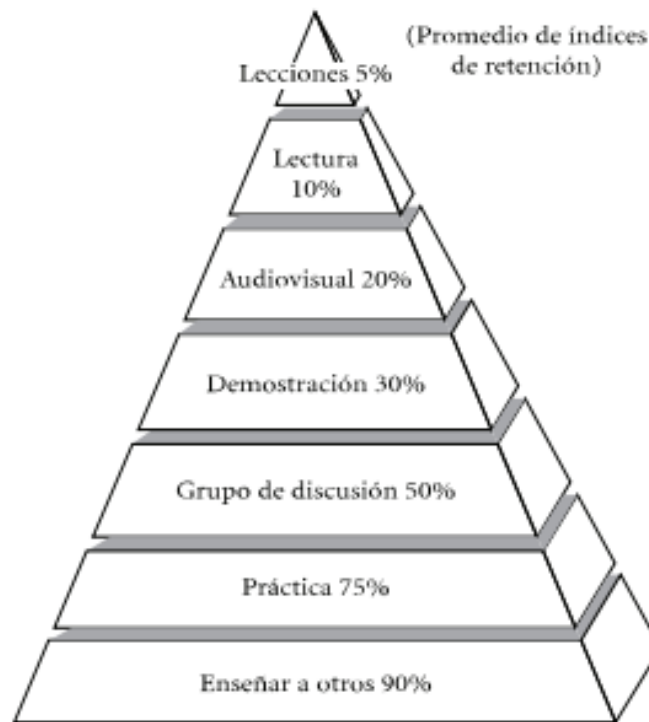 (Promedio de índices
de retención)
Lecciones 5%
Lectura
10%
Audiovisual 20%
Demostración 30%
Grupo de discusión 50%
Práctica 75%
Enseñar a otros 90%